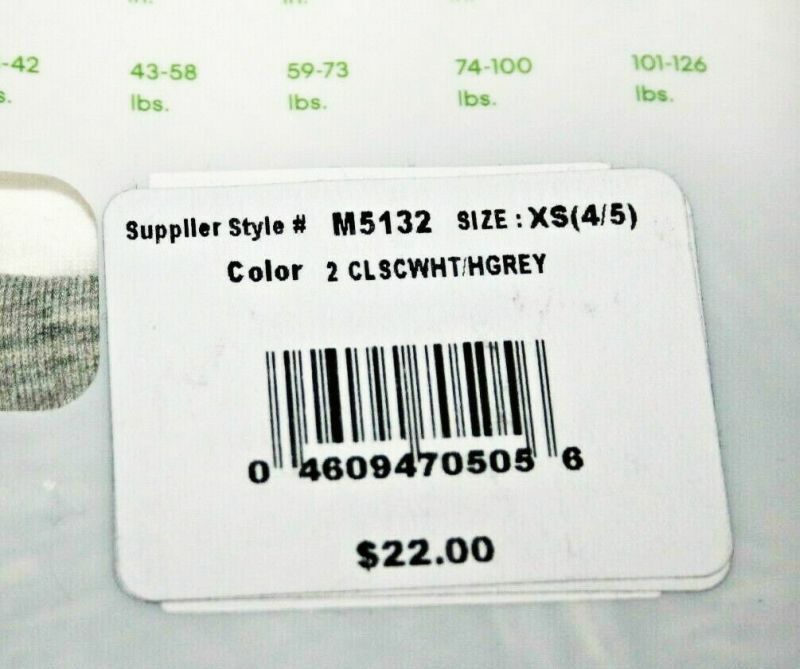 -42 43-58 59-73 74-100 101-126
s. lbs. lbs. lbs. lbs.
Supplier Style # M5132 SIZE : XS(4/5)
Color 2 CLSCWHT/HGREY
0 4609470505 6
$22.00